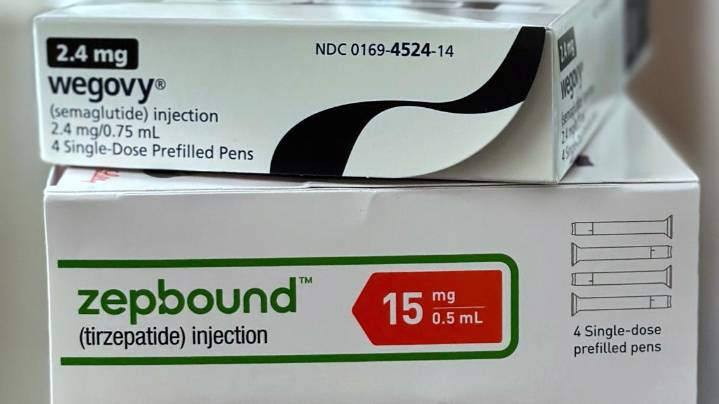 2.4 mg
NDC 0169-4524-14
wegovy®
(semaglutide) injection
2.4 mg/0.75 mL
4 Single-Dose Prefilled Pens
zepbound™
(tirzepatide) injection
15 mg
0.5 mL
4 Single-dose
prefilled pens